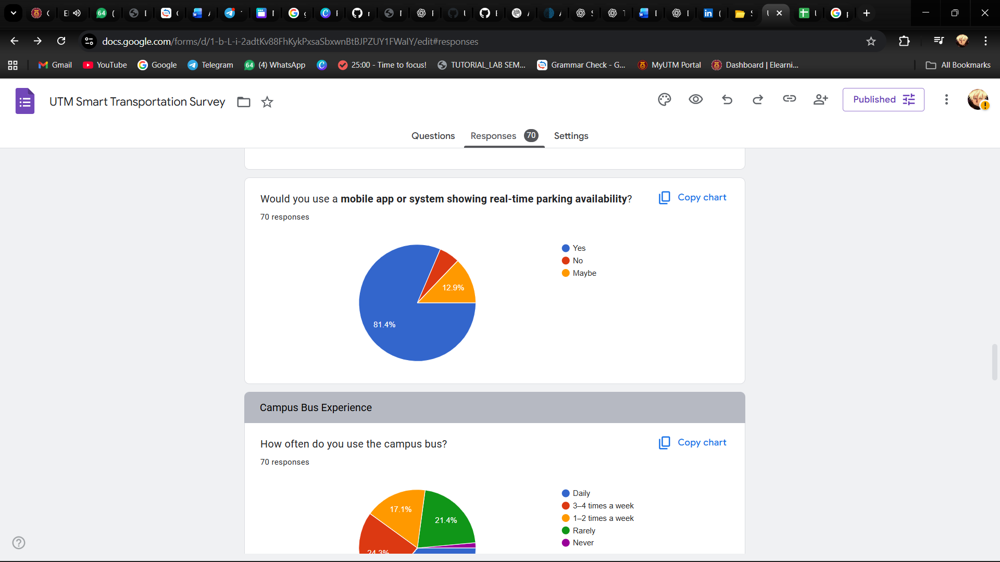 docs.google.com/forms/d/1-b-L-i-2adtKv88FhKykPxsaSbxwnBtBJPZUY1FWaIY/edit#responses
Gmail YouTube Google Telegram (4) WhatsApp 25:00 - Time to focus! TUTORIAL_LAB SEM... Grammar Check - G... MyUTM Portal Dashboard | Elearni... All Bookmarks
UTM Smart Transportation Survey
Published
Questions Responses 70 Settings
Would you use a mobile app or system showing real-time parking availability?
Copy chart
70 responses
Yes
No
Maybe
12.9%
81.4%
Campus Bus Experience
How often do you use the campus bus?
Copy chart
70 responses
Daily
3–4 times a week
1–2 times a week
Rarely
Never
17.1%
21.4%
24.3%